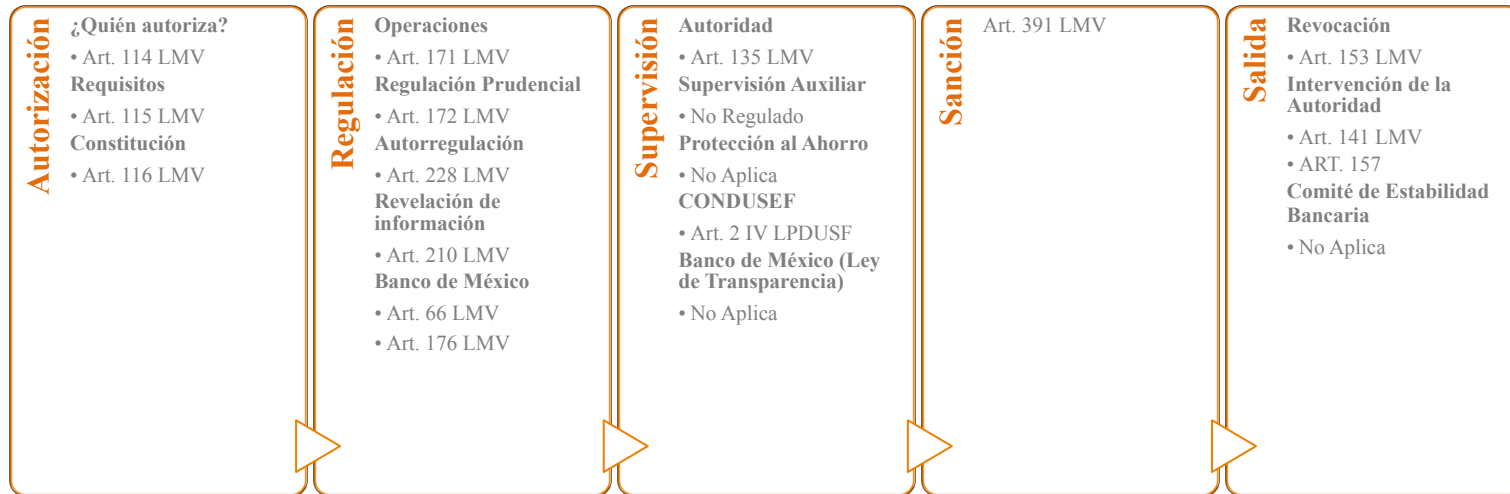 Autorización
¿Quién autoriza?
• Art. 114 LMV
Requisitos
• Art. 115 LMV
Constitución
• Art. 116 LMV
Regulación
Operaciones
• Art. 171 LMV
Regulación Prudencial
• Art. 172 LMV
Autorregulación
• Art. 228 LMV
Revelación de
información
• Art. 210 LMV
Banco de México
• Art. 66 LMV
• Art. 176 LMV
Supervisión
Autoridad
• Art. 135 LMV
Supervisión Auxiliar
• No Regulado
Protección al Ahorro
• No Aplica
CONDUSEF
• Art. 2 IV LPDUSF
Banco de México (Ley
de Transparencia)
• No Aplica
Sanción
Art. 391 LMV
Salida
Revocación
• Art. 153 LMV
Intervención de la
Autoridad
• Art. 141 LMV
• ART. 157
Comité de Estabilidad
Bancaria
• No Aplica